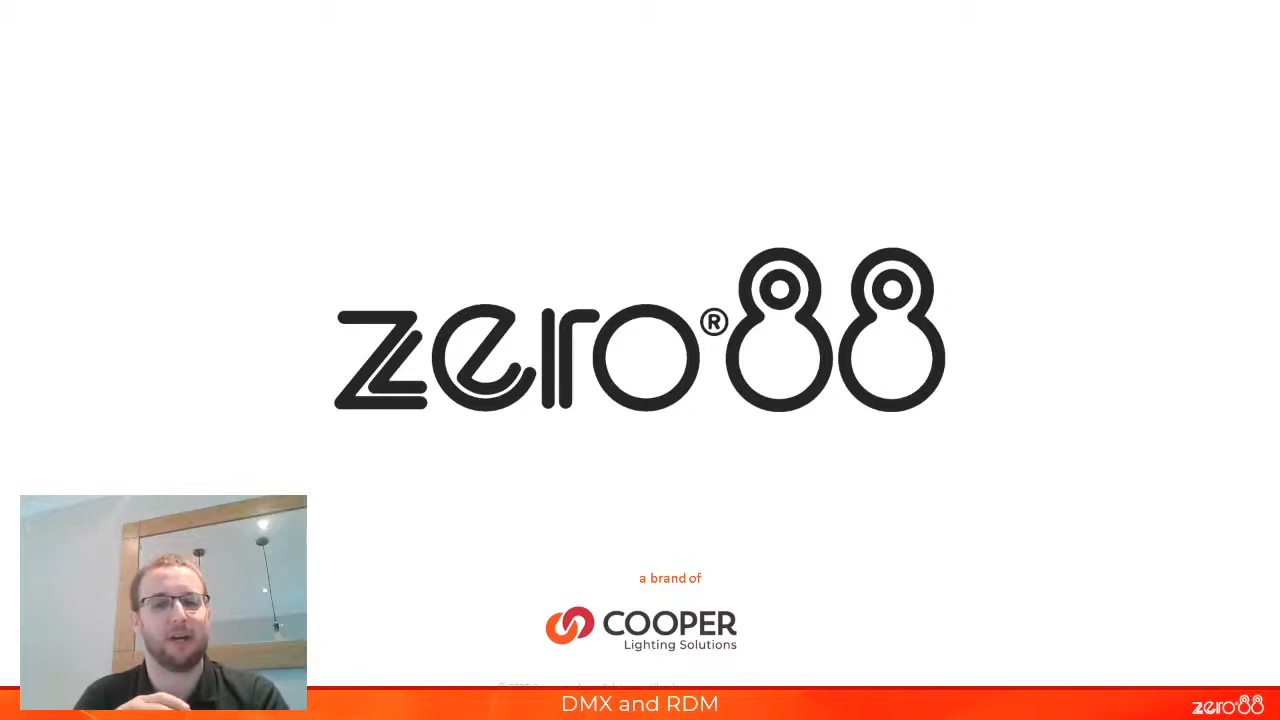 zero®88
a brand of
COOPER
Lighting Solutions
DMX and RDM
zero88